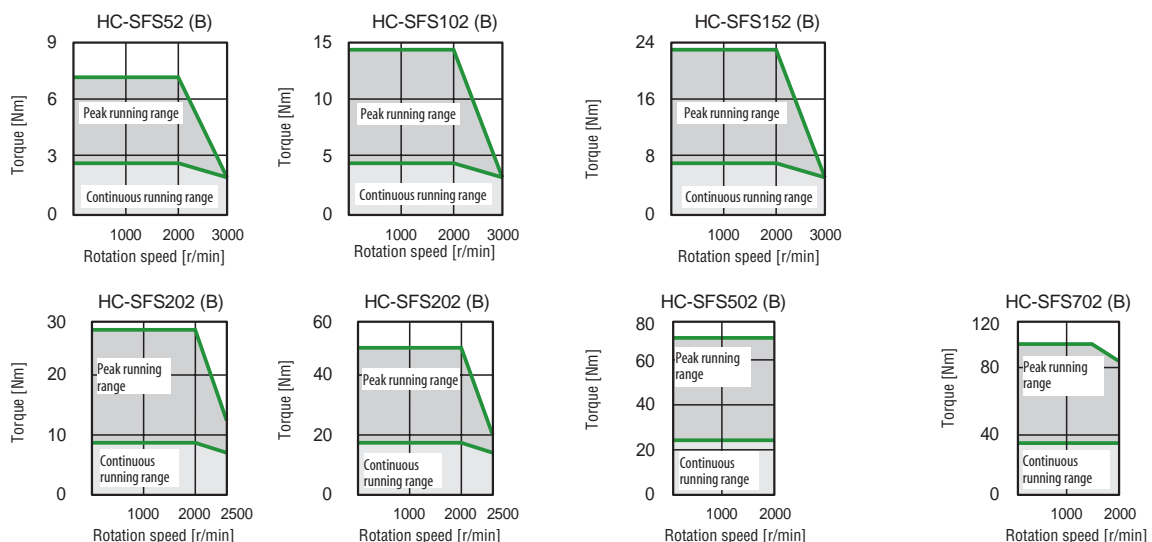 HC-SFS52 (B)
9
6
3
0
Torque [Nm]
Peak running range
Continuous running range
1000 2000 3000
Rotation speed [r/min]
HC-SFS102 (B)
15
10
5
0
Torque [Nm]
Peak running range
Continuous running range
1000 2000 3000
Rotation speed [r/min]
HC-SFS152 (B)
24
16
8
0
Torque [Nm]
Peak running range
Continuous running range
1000 2000 3000
Rotation speed [r/min]
HC-SFS202 (B)
30
20
10
0
Torque [Nm]
Peak running
range
Continuous
running range
1000 2000 2500
Rotation speed [r/min]
HC-SFS202 (B)
60
40
20
0
Torque [Nm]
Peak running range
Continuous
running range
1000 2000 2500
Rotation speed [r/min]
HC-SFS502 (B)
80
60
40
20
0
Torque [Nm]
Peak running
range
Continuous
running range
1000 2000
Rotation speed [r/min]
HC-SFS702 (B)
120
80
40
0
Torque [Nm]
Peak running
range
Continuous
running range
1000 2000
Rotation speed [r/min]